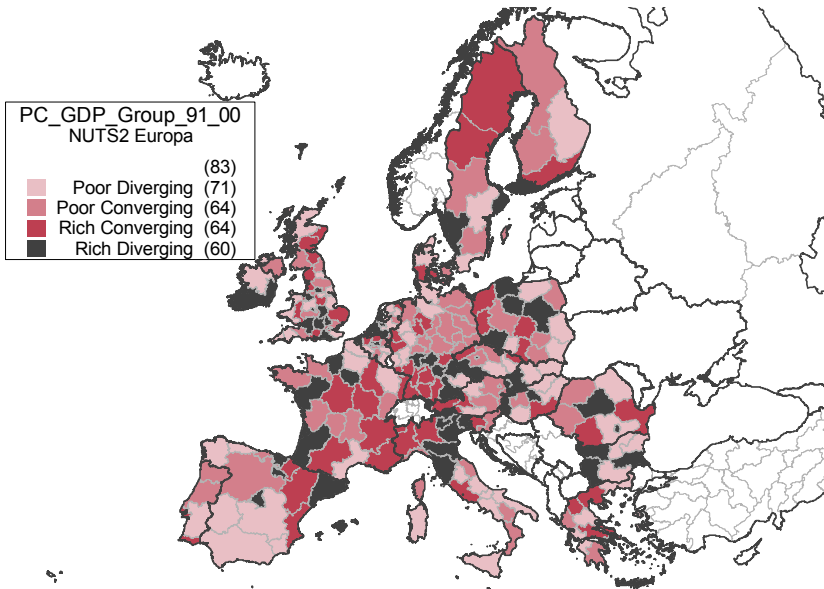 PC_GDP_Group_91_00
NUTS2 Europa
(83)
Poor Diverging (71)
Poor Converging (64)
Rich Converging (64)
Rich Diverging (60)